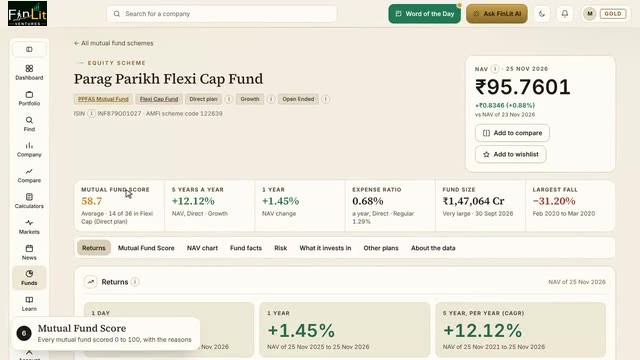 FinLit
VENTURES
Search for a company
Word of the Day
Ask FinLit AI
M
GOLD
← All mutual fund schemes
EQUITY SCHEME
Parag Parikh Flexi Cap Fund
PPFAS Mutual Fund
Flexi Cap Fund
Direct plan
Growth
Open Ended
ISIN INF879O01027 · AMFI scheme code 122639
NAV · 25 NOV 2026
₹95.7601
+₹0.8346 (+0.88%)
vs NAV of 23 Nov 2026
Add to compare
Add to wishlist
Dashboard
Portfolio
Find
Company
Compare
Calculators
Markets
News
Funds
Learn
Account
MUTUAL FUND SCORE
58.7
Average · 14 of 36 in Flexi
Cap (Direct plan)
5 YEARS A YEAR
+12.12%
NAV, Direct · Growth
1 YEAR
+1.45%
NAV change
EXPENSE RATIO
0.68%
a year, Direct · Regular
1.29%
FUND SIZE
₹1,47,064 Cr
Very large · 30 Sept 2026
LARGEST FALL
−31.20%
Feb 2020 to Mar 2020
Returns
Mutual Fund Score
NAV chart
Fund facts
Risk
What it invests in
Other plans
About the data
Returns
NAV of 25 Nov 2026
1 DAY
1 YEAR
+1.45%
NAV of 25 Nov 2025 to 25 Nov 2026
5 YEAR, PER YEAR (CAGR)
+12.12%
NAV of 25 Nov 2021 to 25 Nov 2026
6
Mutual Fund Score
Every mutual fund scored 0 to 100, with the reasons